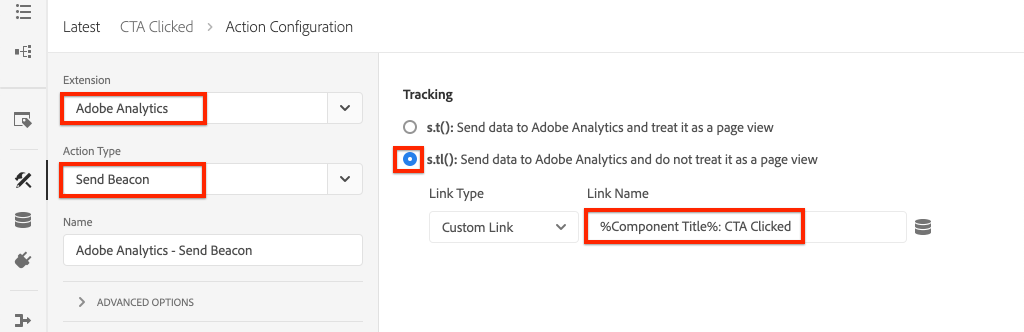 Latest CTA Clicked > Action Configuration
Extension
Adobe Analytics
Action Type
Send Beacon
Name
Adobe Analytics - Send Beacon
ADVANCED OPTIONS
Tracking
s.t(): Send data to Adobe Analytics and treat it as a page view
s.tl(): Send data to Adobe Analytics and do not treat it as a page view
Link Type Link Name
Custom Link %Component Title%: CTA Clicked